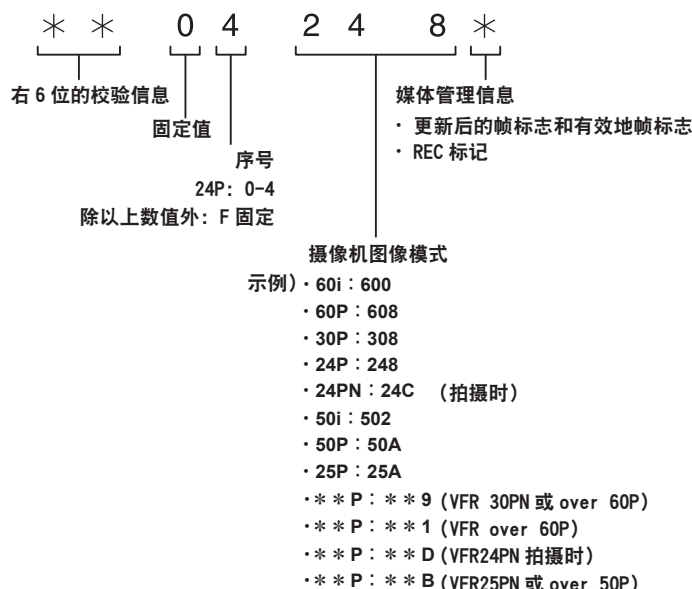 ＊ ＊ 0 4 2 4 8 ＊
右 6 位的校验信息
固定值
序号
24P: 0-4
除以上数值外: F 固定
媒体管理信息
· 更新后的帧标志和有效地帧标志
· REC 标记
摄像机图像模式
示例)· 60i：600
· 60P：608
· 30P：308
· 24P：248
· 24PN：24C （拍摄时）
· 50i：502
· 50P：50A
· 25P：25A
·＊＊P：＊＊9（VFR 30PN 或 over 60P）
·＊＊P：＊＊1（VFR over 60P）
·＊＊P：＊＊D（VFR24PN 拍摄时）
·＊＊P：＊＊B（VFR25PN 或 over 50P）